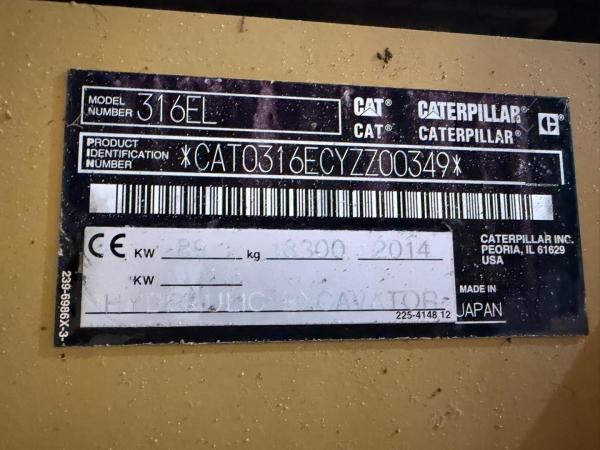 MODEL NUMBER 316EL
CAT® CATERPILLAR®
CAT® CATERPILLAR®
PRODUCT IDENTIFICATION NUMBER *CAT0316ECYZZ00349*
CE KW 89 kg 18300 2014
KW
HYDRAULIC EXCAVATOR
225-4148 12
CATERPILLAR INC.
PEORIA, IL 61629
USA
MADE IN
JAPAN
239-6986X-3